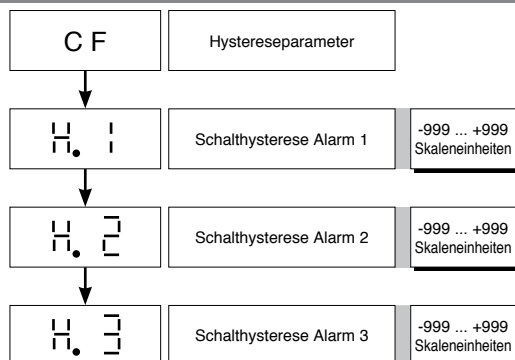 C F
Hystereseparameter
H. 1
Schalthysterese Alarm 1
-999 ... +999
Skaleneinheiten
H. 2
Schalthysterese Alarm 2
-999 ... +999
Skaleneinheiten
H. 3
Schalthysterese Alarm 3
-999 ... +999
Skaleneinheiten